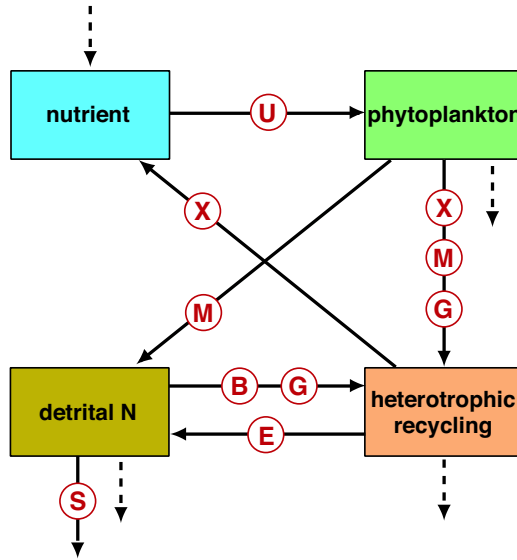 nutrient
U
phytoplankton
X
X
M
G
M
detrital N
B
G
heterotrophic
recycling
E
S